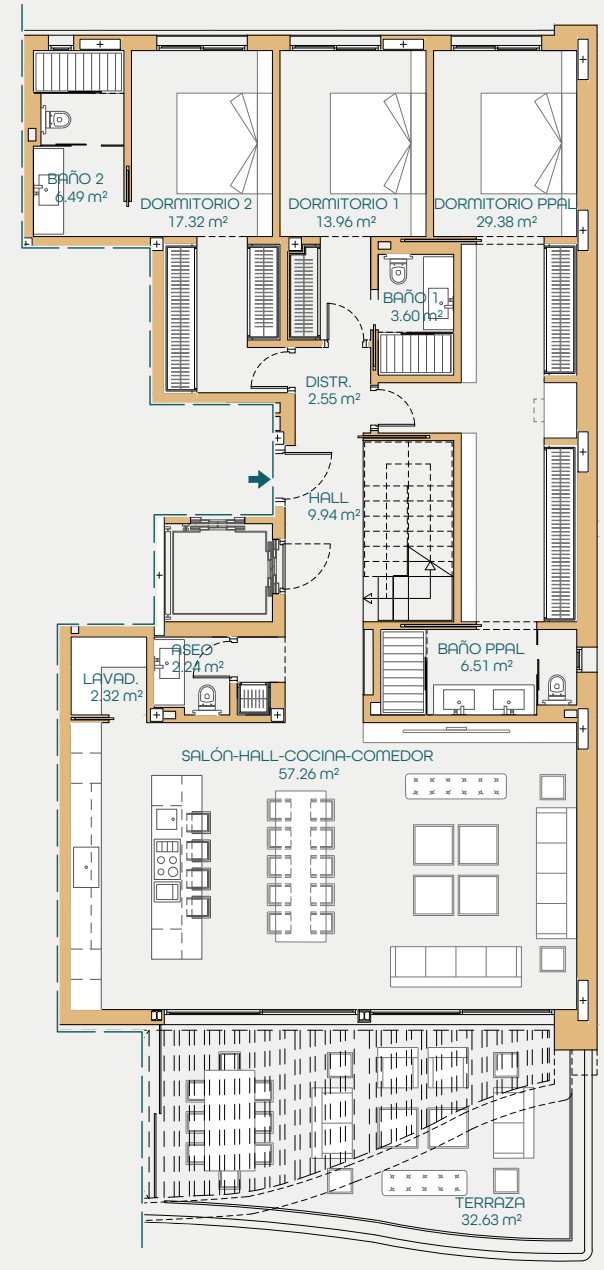 BAÑO 2
6.49 m²
DORMITORIO 2
17.32 m²
DORMITORIO 1
13.96 m²
DORMITORIO PPAL
29.38 m²
BAÑO 1
3.60 m²
DISTR.
2.55 m²
HALL
9.94 m²
ASEO
2.24 m²
LAVAD.
2.32 m²
BAÑO PPAL
6.51 m²
SALÓN-HALL-COCINA-COMEDOR
57.26 m²
TERRAZA
32.63 m²